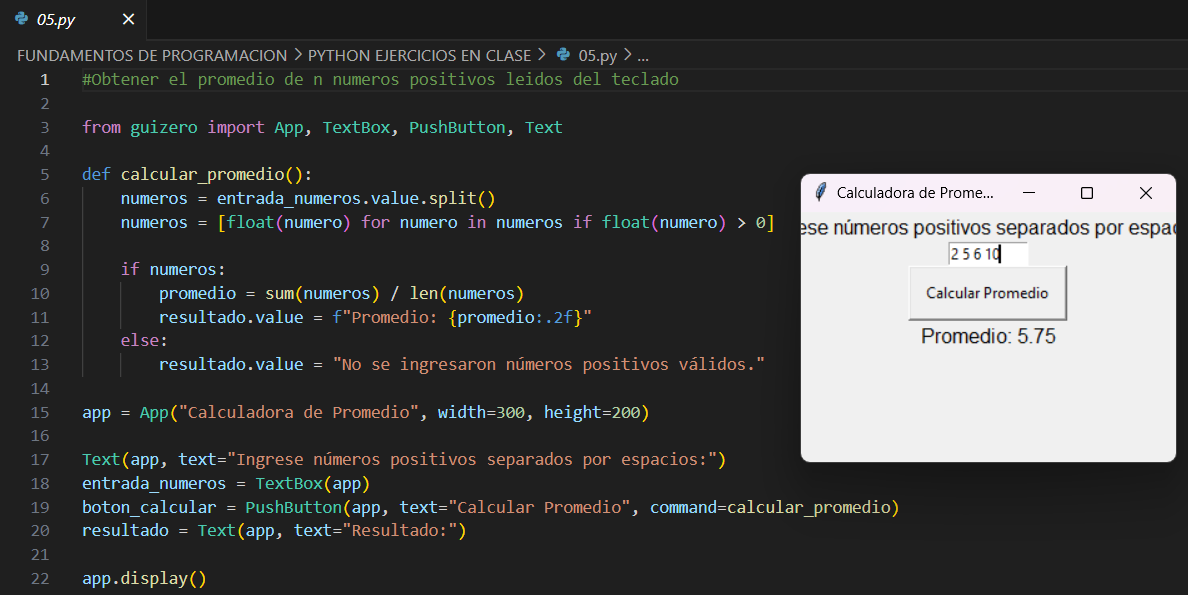 05.py
FUNDAMENTOS DE PROGRAMACION > PYTHON EJERCICIOS EN CLASE > 05.py > ...
1 #Obtener el promedio de n numeros positivos leidos del teclado
2
3 from guizero import App, TextBox, PushButton, Text
4
5 def calcular_promedio():
6     numeros = entrada_numeros.value.split()
7     numeros = [float(numero) for numero in numeros if float(numero) > 0]
8
9     if numeros:
10         promedio = sum(numeros) / len(numeros)
11         resultado.value = f"Promedio: {promedio:.2f}"
12     else:
13         resultado.value = "No se ingresaron números positivos válidos."
14
15 app = App("Calculadora de Promedio", width=300, height=200)
16
17 Text(app, text="Ingrese números positivos separados por espacios:")
18 entrada_numeros = TextBox(app)
19 boton_calcular = PushButton(app, text="Calcular Promedio", command=calcular_promedio)
20 resultado = Text(app, text="Resultado:")
21
22 app.display()
Calculadora de Prome...
ese números positivos separados por espac
2 5 6 10
Calcular Promedio
Promedio: 5.75